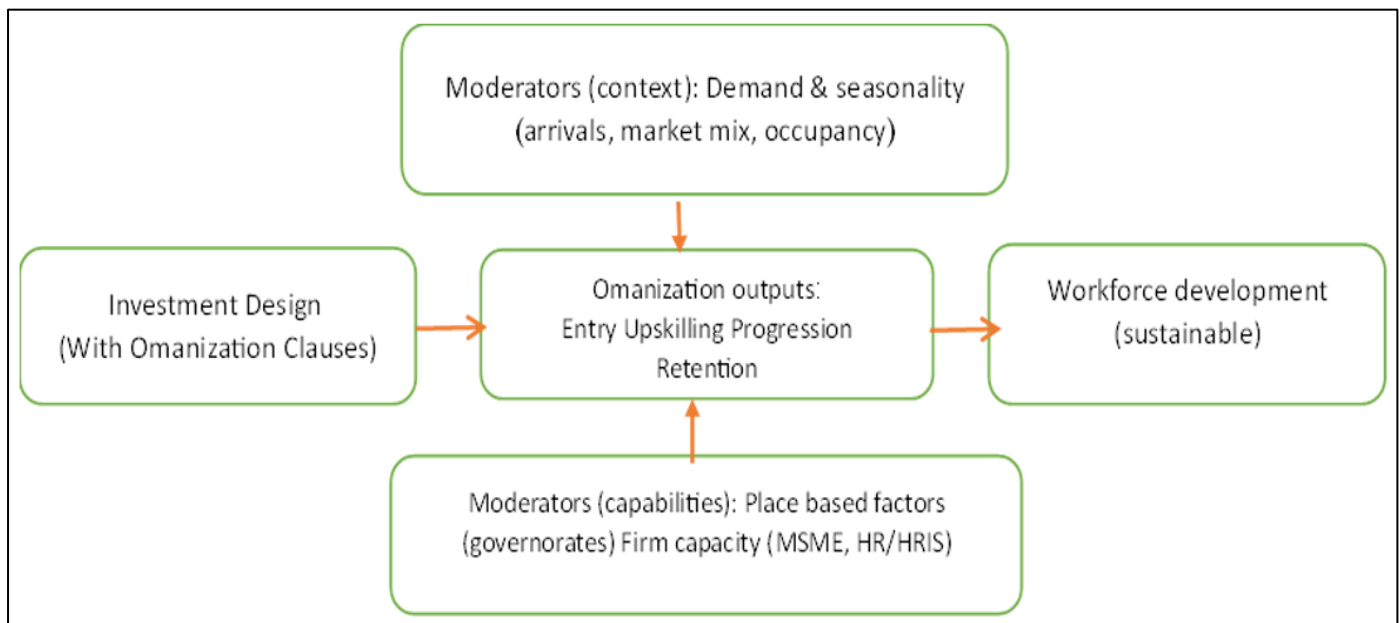 Moderators (context): Demand & seasonality
(arrivals, market mix, occupancy)
Investment Design
(With Omanization Clauses)
Omanization outputs:
Entry Upskilling Progression
Retention
Workforce development
(sustainable)
Moderators (capabilities): Place based factors
(governorates) Firm capacity (MSME, HR/HRIS)